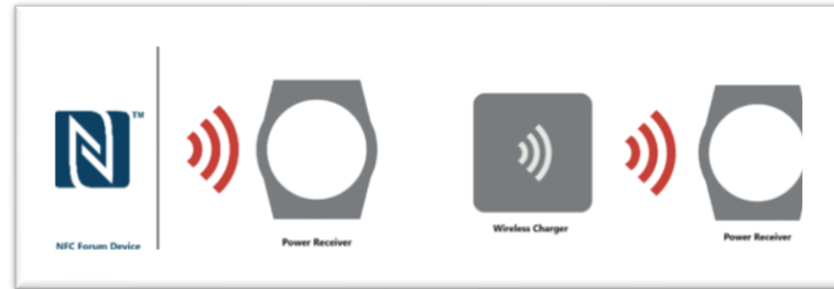 TM
NFC Forum Device
Power Receiver
Wireless Charger
Power Receiver